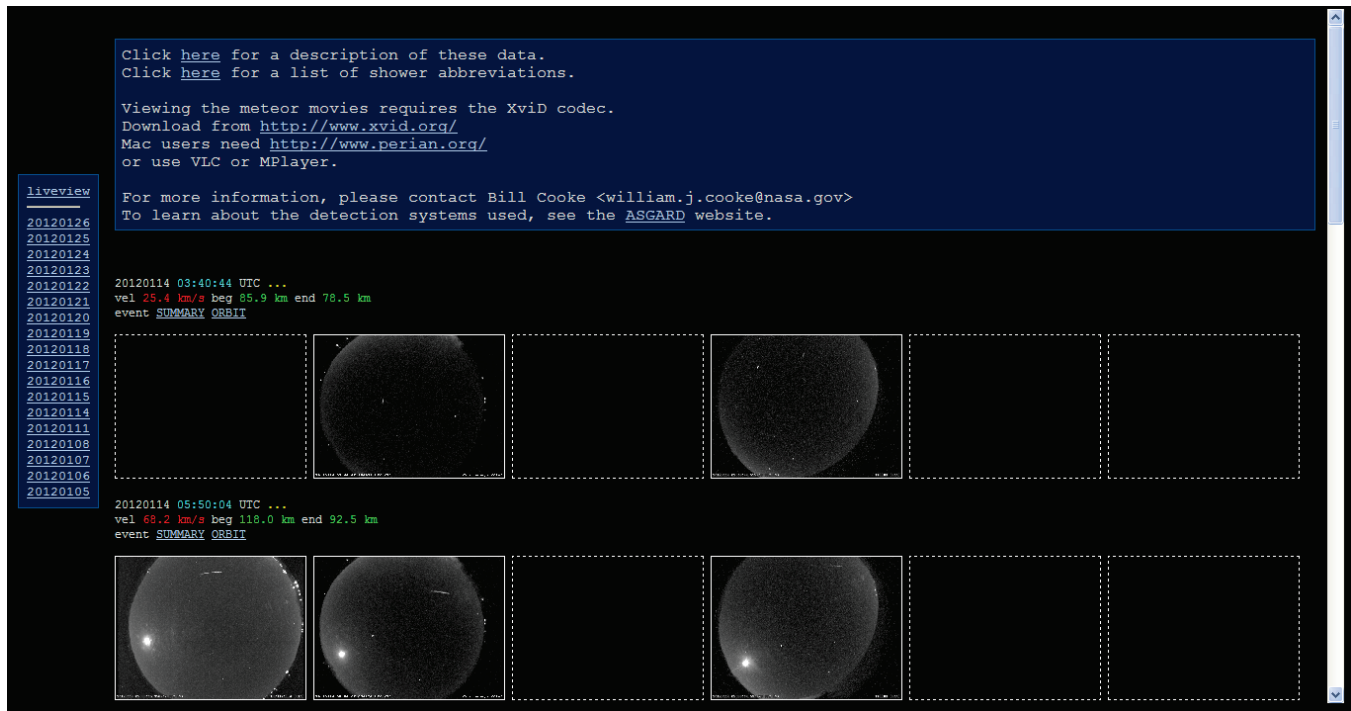 Click here for a description of these data.
Click here for a list of shower abbreviations.
Viewing the meteor movies requires the XviD codec.
Download from http://www.xvid.org/
Mac users need http://www.perian.org/
or use VLC or MPlayer.
For more information, please contact Bill Cooke <william.j.cooke@nasa.gov>
To learn about the detection systems used, see the ASGARD website.
liveview
20120126
20120125
20120124
20120123
20120122
20120121
20120120
20120119
20120118
20120117
20120116
20120115
20120114
20120111
20120108
20120107
20120106
20120105
20120114 03:40:44 UTC ...
vel 25.4 km/s beg 85.9 km end 78.5 km
event SUMMARY ORBIT
20120114 05:50:04 UTC ...
vel 68.2 km/s beg 118.0 km end 92.5 km
event SUMMARY ORBIT